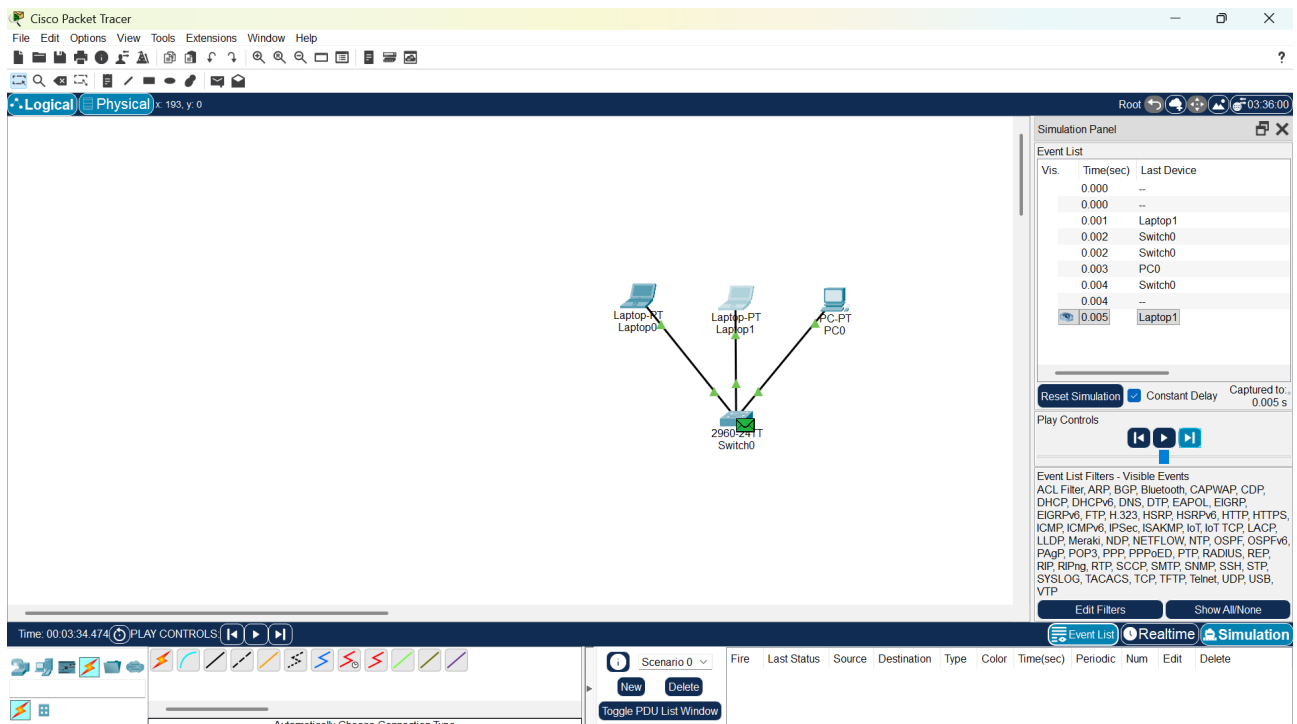 Cisco Packet Tracer
File Edit Options View Tools Extensions Window Help
?
Logical Physical x: 193, y: 0 Root 03:36:00
Simulation Panel
Event List
Vis. Time(sec) Last Device
0.000 --
0.000 --
0.001 Laptop1
0.002 Switch0
0.002 Switch0
0.003 PC0
0.004 Switch0
0.004 --
0.005 Laptop1
Laptop-PT Laptop-PT PC-PT
Laptop0 Laptop1 PC0
2960-24TT
Switch0
Reset Simulation Constant Delay Captured to:
0.005 s
Play Controls
Event List Filters - Visible Events
ACL Filter, ARP, BGP, Bluetooth, CAPWAP, CDP,
DHCP, DHCPv6, DNS, DTP, EAPOL, EIGRP,
EIGRPv6, FTP, H.323, HSRP, HSRPv6, HTTP, HTTPS,
ICMP, ICMPv6, IPSec, ISAKMP, IoT, IoT TCP, LACP,
LLDP, Meraki, NDP, NETFLOW, NTP, OSPF, OSPFv6,
PAgP, POP3, PPP, PPPoED, PTP, RADIUS, REP,
RIP, RIPng, RTP, SCCP, SMTP, SNMP, SSH, STP,
SYSLOG, TACACS, TCP, TFTP, Telnet, UDP, USB,
VTP
Edit Filters Show All/None
Time: 00:03:34.474 PLAY CONTROLS: Event List Realtime Simulation
Scenario 0 Fire Last Status Source Destination Type Color Time(sec) Periodic Num Edit Delete
New Delete
Toggle PDU List Window
Automatically Choose Connection Type